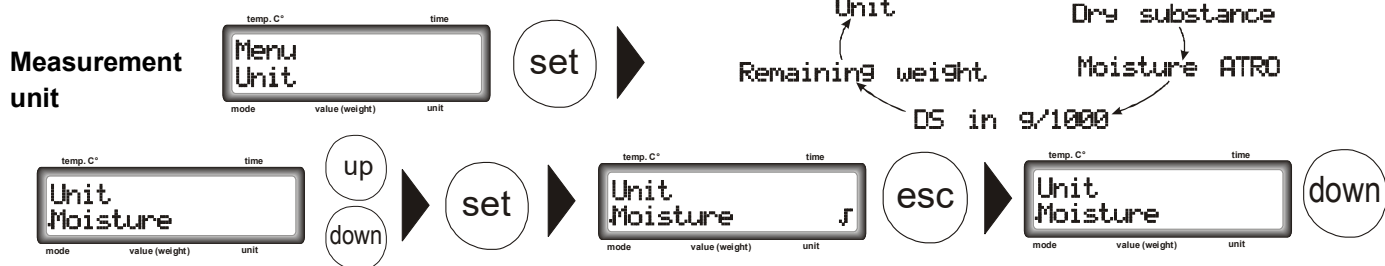 Measurement
unit
temp. C° time
Menu
Unit
mode value (weight) unit
set
Unit
Dry substance
Remaining weight
Moisture ATRO
DS in g/1000
temp. C° time
Unit
.Moisture
mode value (weight) unit
up
down
set
temp. C° time
Unit
.Moisture
mode value (weight) unit
esc
temp. C° time
Unit
.Moisture
mode value (weight) unit
down